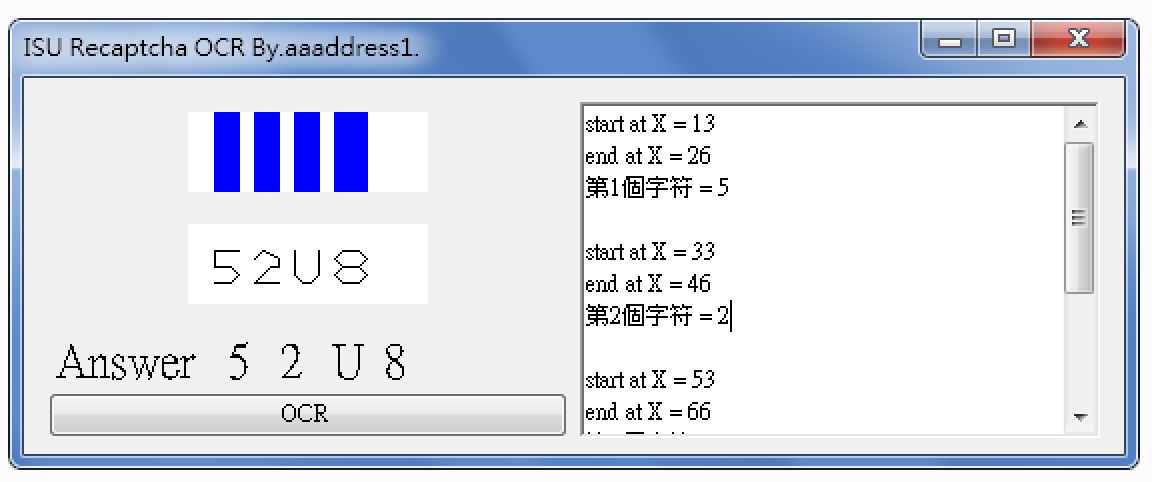 ISU Recaptcha OCR By.aaaddress1.
52U8
Answer 5 2 U 8
OCR
start at X = 13
end at X = 26
第1個字符 = 5
start at X = 33
end at X = 46
第2個字符 = 2
start at X = 53
end at X = 66